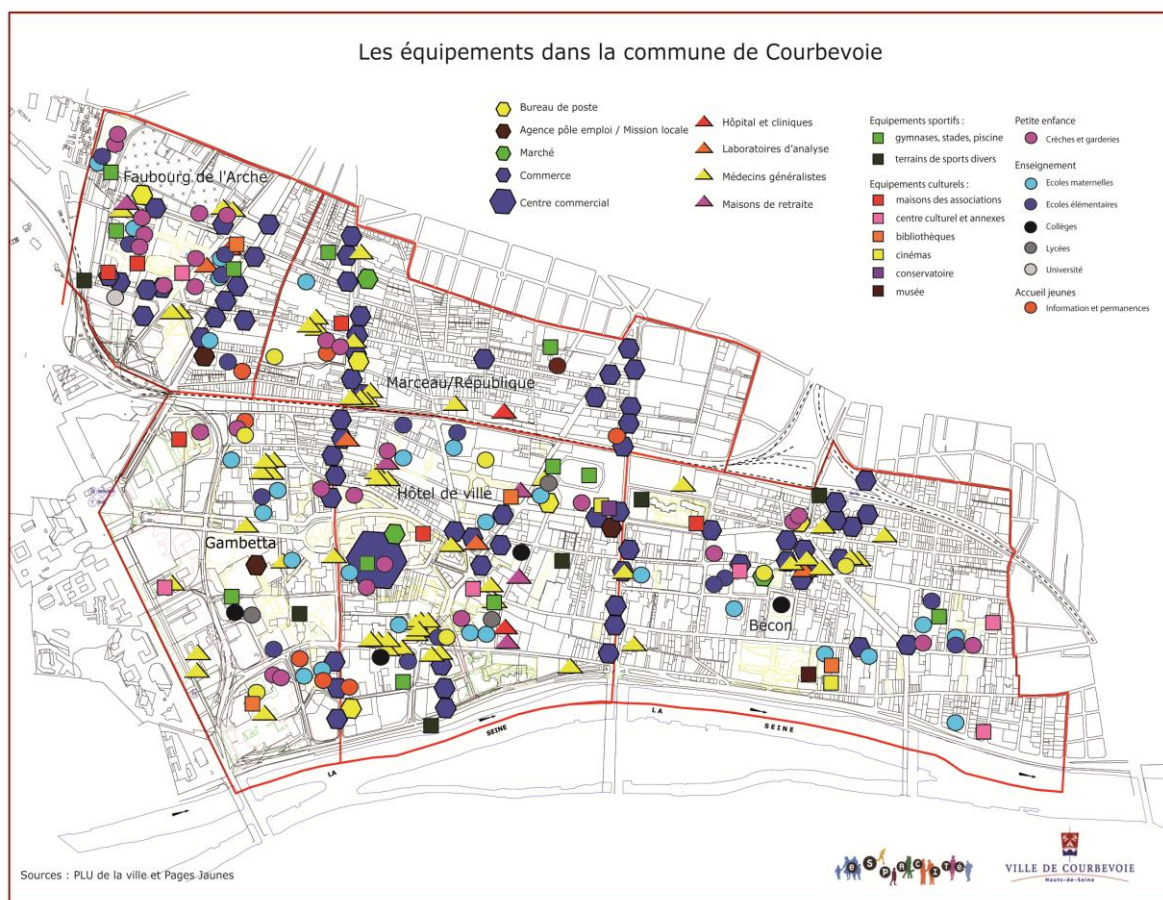 Les équipements dans la commune de Courbevoie
Bureau de poste
Agence pôle emploi / Mission locale
Marché
Commerce
Centre commercial
Hôpital et cliniques
Laboratoires d'analyse
Médecins généralistes
Maisons de retraite
Equipements sportifs :
gymnases, stades, piscine
terrains de sports divers
Equipements culturels :
maisons des associations
centre culturel et annexes
bibliothèques
cinémas
conservatoire
musée
Petite enfance
Crèches et garderies
Enseignement
Ecoles maternelles
Ecoles élémentaires
Collèges
Lycées
Université
Accueil jeunes
Information et permanences
Faubourg de l'Arche
Marceau/République
Hôtel de ville
Gambetta
Bécon
LA
SEINE
LA
SEINE
Sources : PLU de la ville et Pages Jaunes
eSPACITé
VILLE DE COURBEVOIE
Hauts-de-Seine